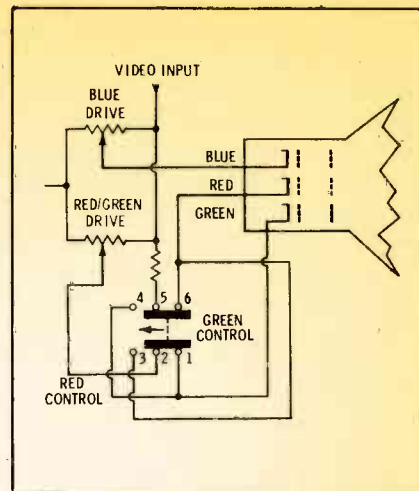 VIDEO INPUT
BLUE
DRIVE
BLUE
RED/GREEN
DRIVE
RED
GREEN
4 5 6
GREEN
CONTROL
3 2 1
RED
CONTROL